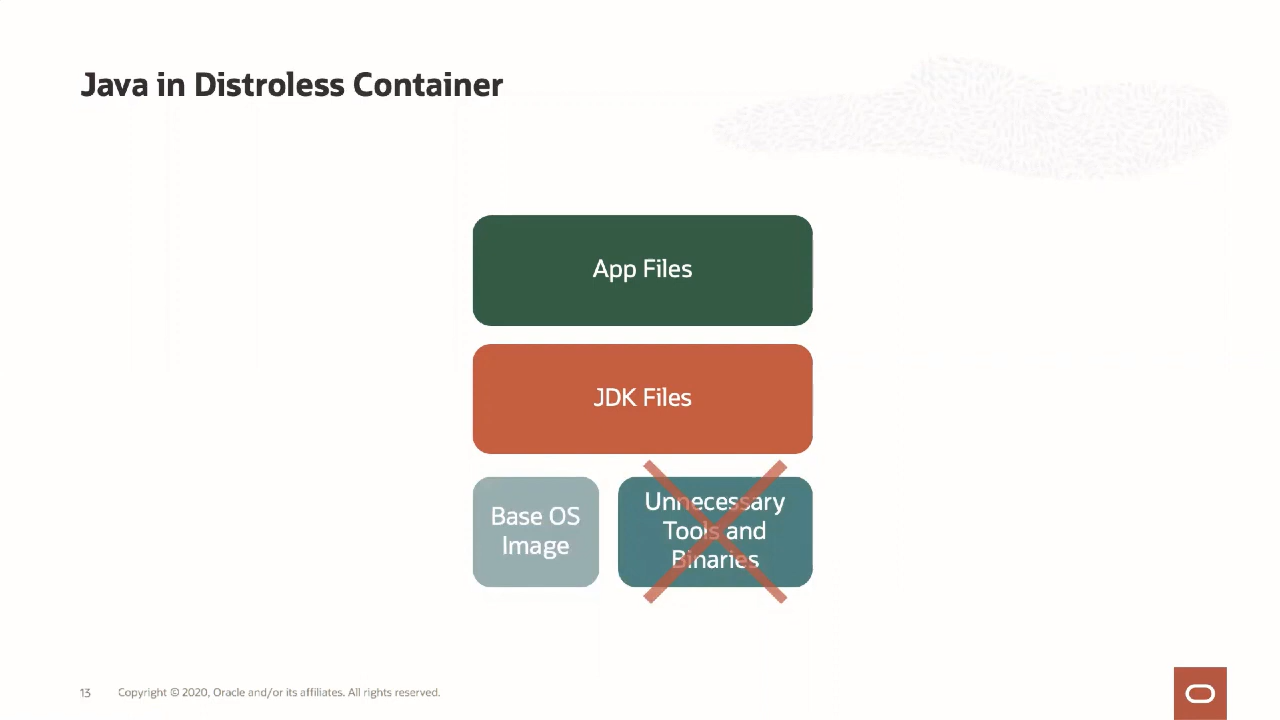 Java in Distroless Container
App Files
JDK Files
Base OS
Image
Unnecessary
Tools and
Binaries
13
Copyright © 2020, Oracle and/or its affiliates. All rights reserved.